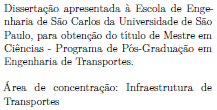 Dissertação apresentada à Escola de Enge-
nharia de São Carlos da Universidade de São
Paulo, para obtenção do título de Mestre em
Ciências - Programa de Pós-Graduação em
Engenharia de Transportes.
Área de concentração: Infraestrutura de
Transportes